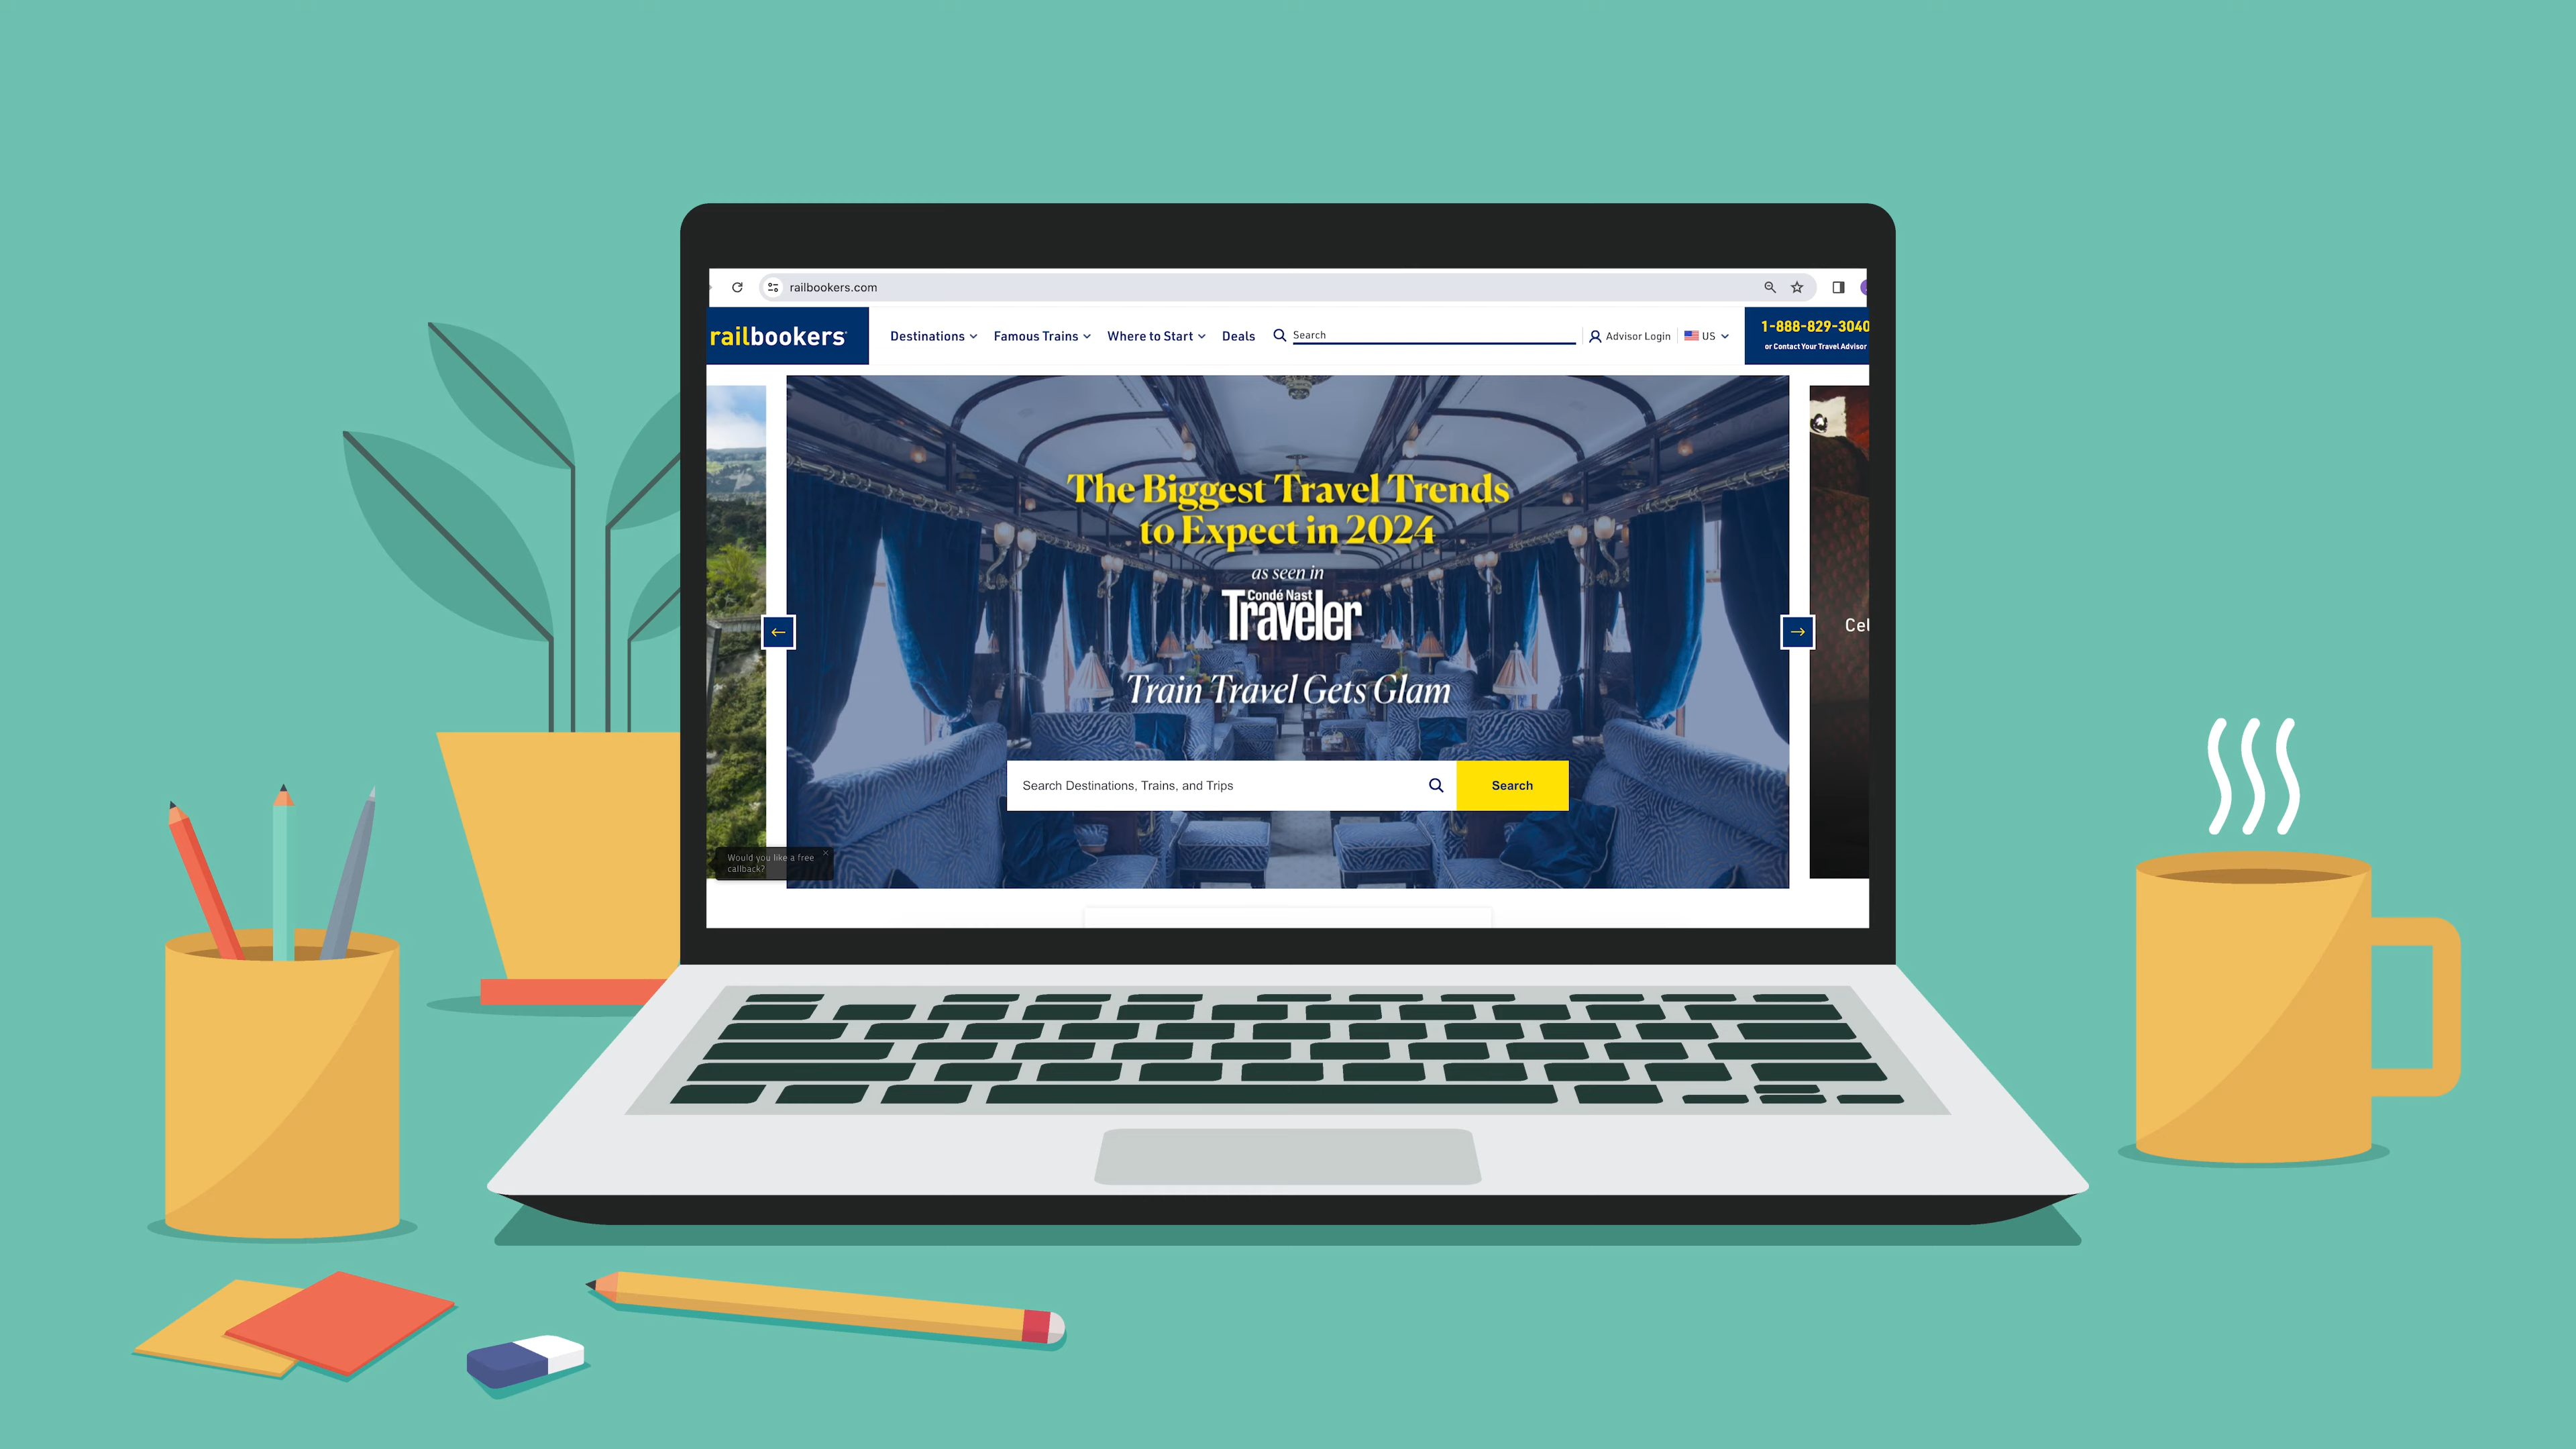 railbookers.com
railbookers
Destinations
Famous Trains
Where to Start
Deals
Search
Advisor Login
US
1-888-829-3040
or Contact Your Travel Advisor
The Biggest Travel Trends
to Expect in 2024
as seen in
Condé Nast
Traveler
Cel
Train Travel Gets Glam
Search Destinations, Trains, and Trips
Search
Would you like a free
callback?